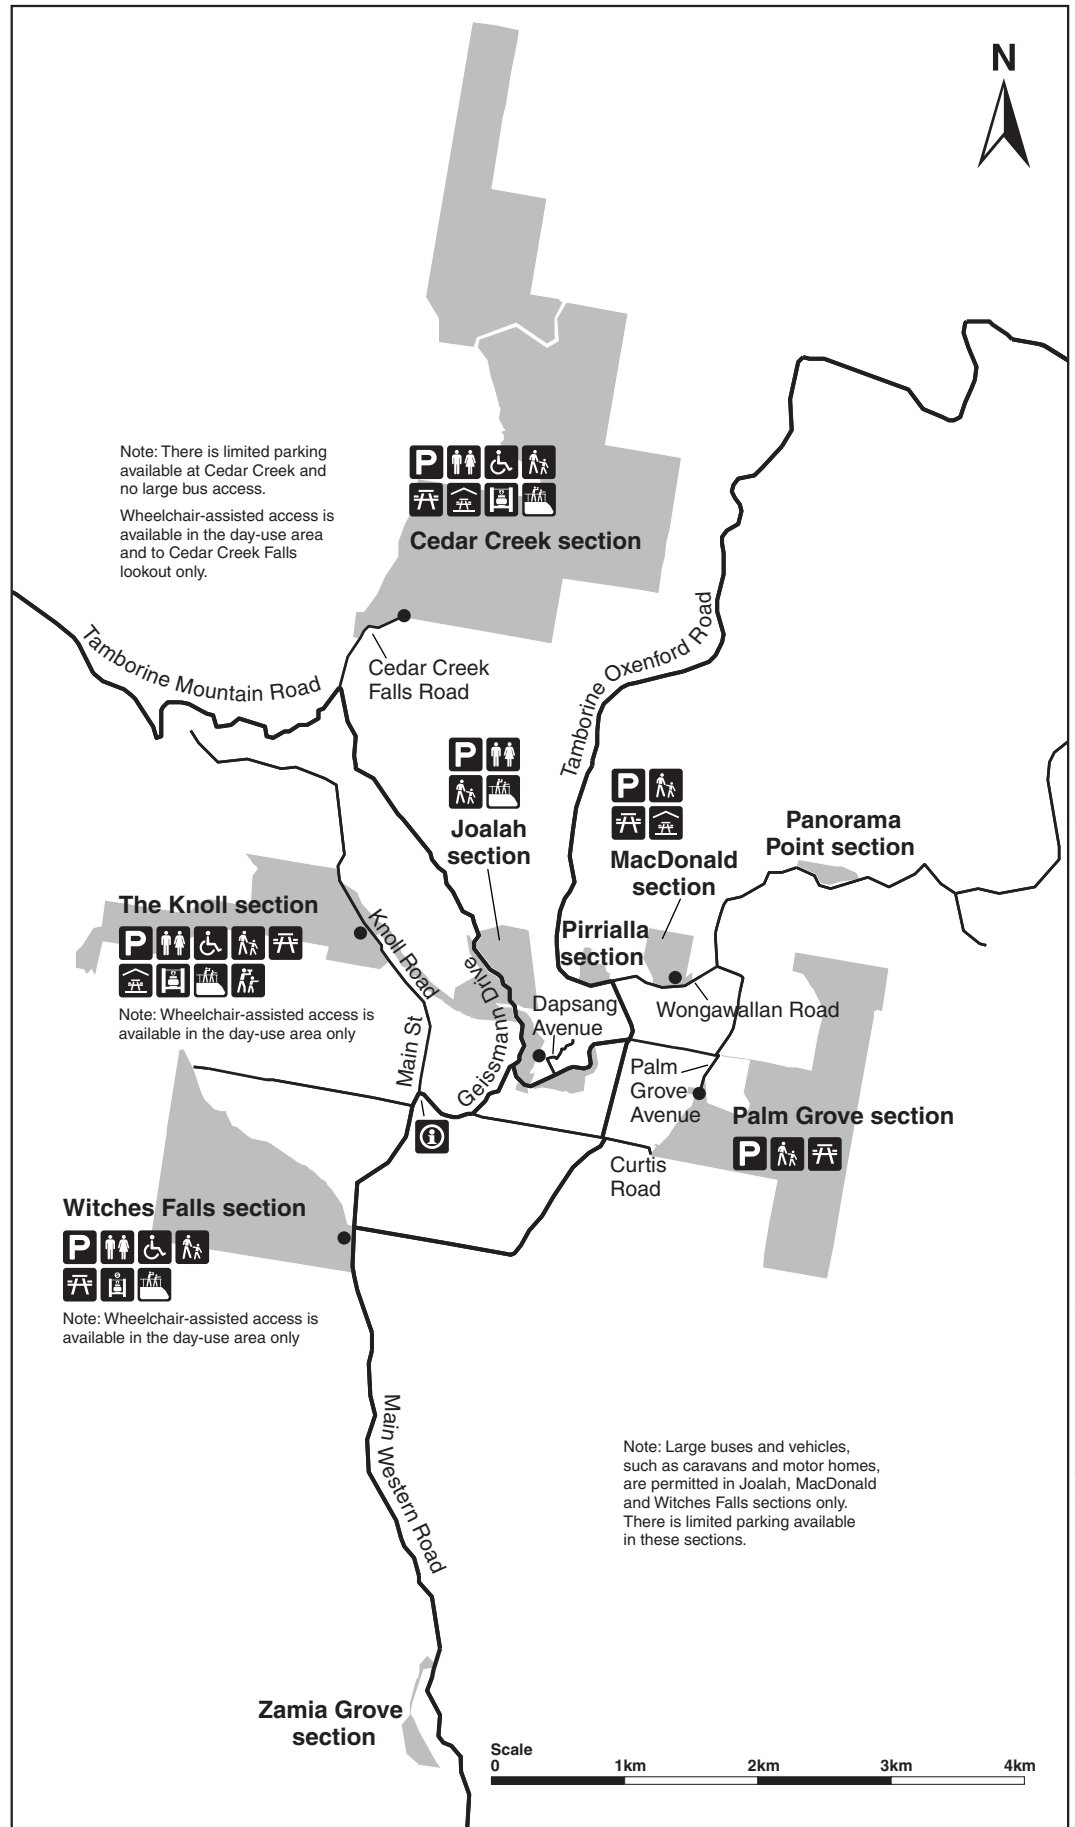 N
Note: There is limited parking
available at Cedar Creek and
no large bus access.
Wheelchair-assisted access is
available in the day-use area
and to Cedar Creek Falls
lookout only.
P
Cedar Creek section
Tamborine Mountain Road
Cedar Creek
Falls Road
Tamborine Oxenford Road
P
Joalah
section
P
MacDonald
section
Panorama
Point section
The Knoll section
P
Note: Wheelchair-assisted access is
available in the day-use area only
Knoll Road
Pirrialla
section
Geissmann Drive
Dapsang
Avenue
Wongawallan Road
Main St
Palm
Grove
Avenue
Palm Grove section
P
i
Curtis
Road
Witches Falls section
P
Note: Wheelchair-assisted access is
available in the day-use area only
Main Western Road
Note: Large buses and vehicles,
such as caravans and motor homes,
are permitted in Joalah, MacDonald
and Witches Falls sections only.
There is limited parking available
in these sections.
Zamia Grove
section
Scale
0 1km 2km 3km 4km